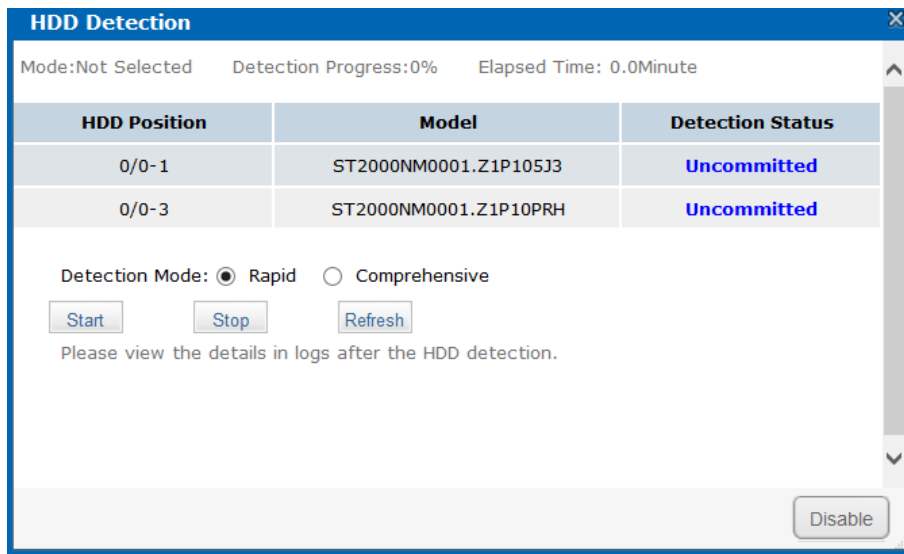 HDD Detection
Mode:Not Selected Detection Progress:0% Elapsed Time: 0.0Minute
HDD Position Model Detection Status
0/0-1 ST2000NM0001.Z1P105J3 Uncommitted
0/0-3 ST2000NM0001.Z1P10PRH Uncommitted
Detection Mode: Rapid Comprehensive
Start Stop Refresh
Please view the details in logs after the HDD detection.
Disable